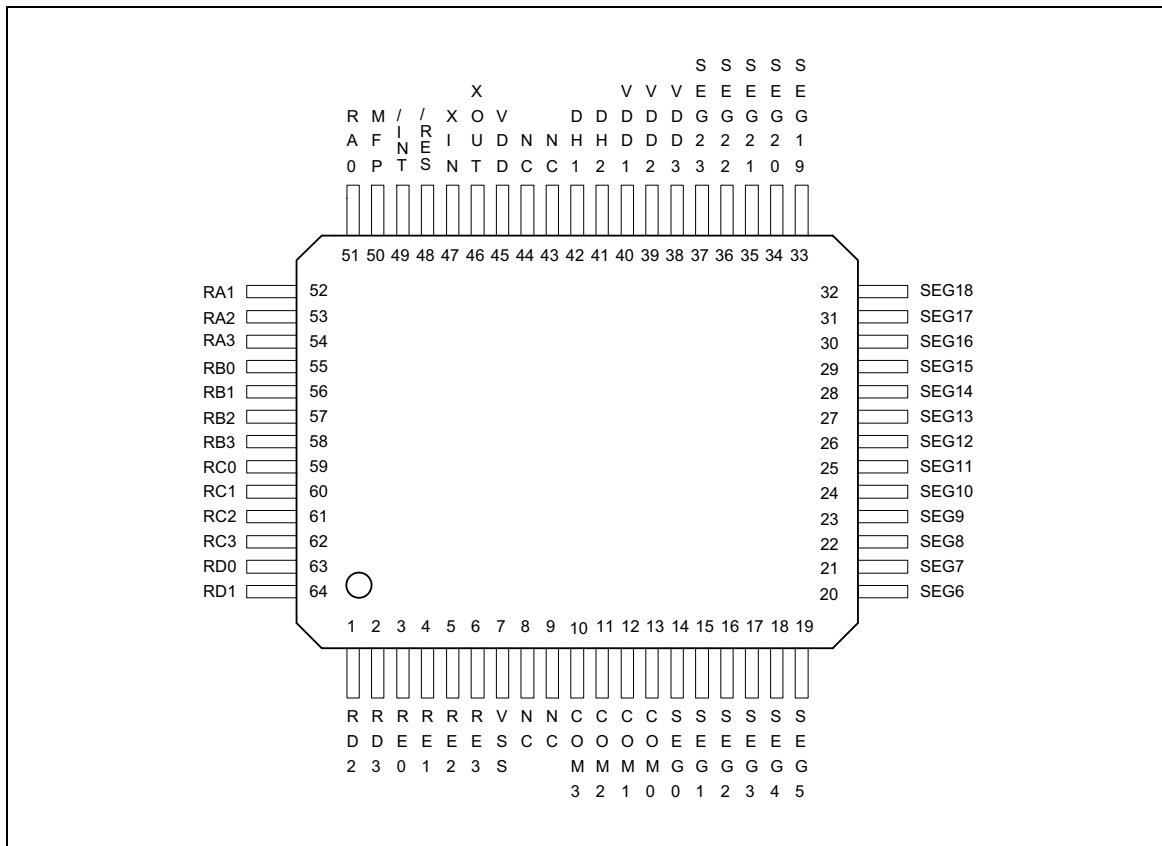 RA0 MFP /INT /RES XIN XOUT VDD NC NC DH1 DH2 VDD1 VDD2 VDD3 SEG23 SEG22 SEG21 SEG20 SEG19
51 50 49 48 47 46 45 44 43 42 41 40 39 38 37 36 35 34 33
RA1 52 32 SEG18
RA2 53 31 SEG17
RA3 54 30 SEG16
RB0 55 29 SEG15
RB1 56 28 SEG14
RB2 57 27 SEG13
RB3 58 26 SEG12
RC0 59 25 SEG11
RC1 60 24 SEG10
RC2 61 23 SEG9
RC3 62 22 SEG8
RD0 63 21 SEG7
RD1 64 20 SEG6
1 2 3 4 5 6 7 8 9 10 11 12 13 14 15 16 17 18 19
RD2 RD3 RE0 RE1 RE2 RE3 VSS NC NC COM3 COM2 COM1 COM0 SEG0 SEG1 SEG2 SEG3 SEG4 SEG5